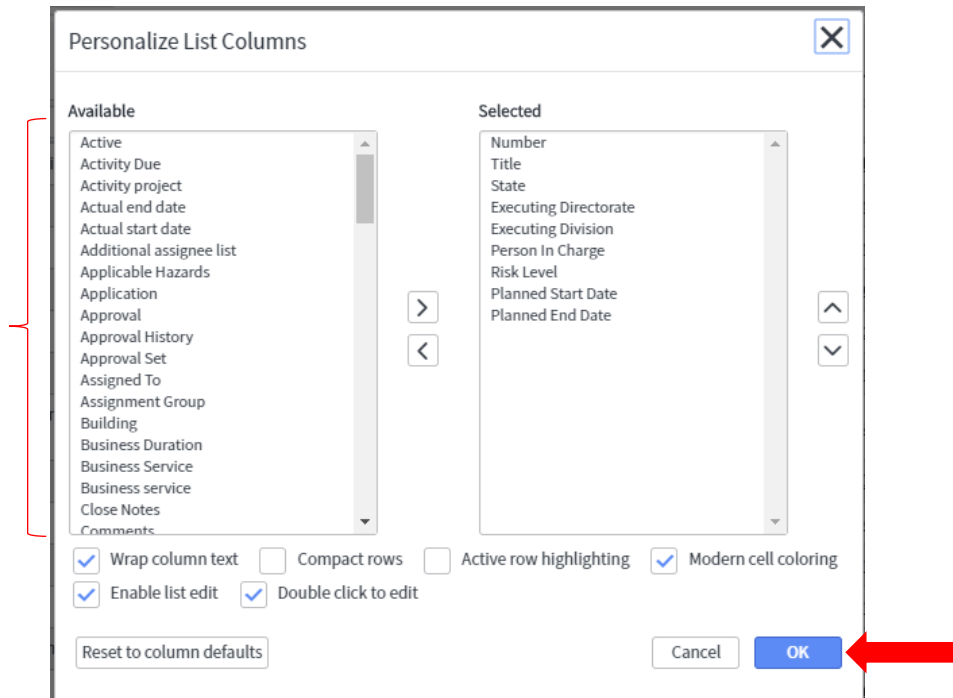 Personalize List Columns
Available
Active
Activity Due
Activity project
Actual end date
Actual start date
Additional assignee list
Applicable Hazards
Application
Approval
Approval History
Approval Set
Assigned To
Assignment Group
Building
Business Duration
Business Service
Business service
Close Notes
Comments
Selected
Number
Title
State
Executing Directorate
Executing Division
Person In Charge
Risk Level
Planned Start Date
Planned End Date
Wrap column text Compact rows Active row highlighting Modern cell coloring
Enable list edit Double click to edit
Reset to column defaults Cancel OK